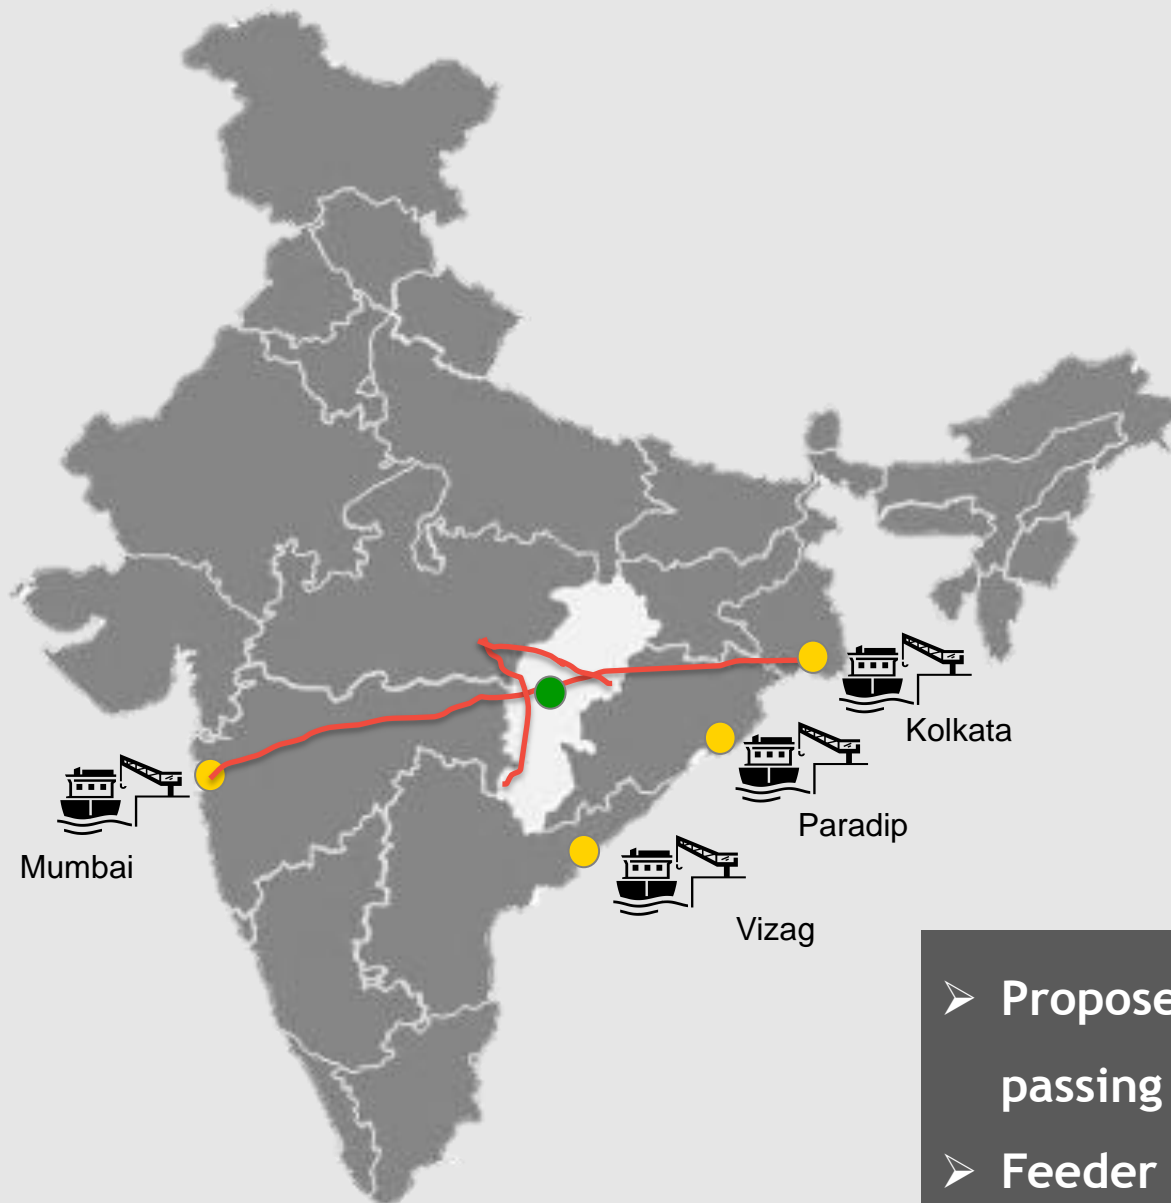 Kolkata
Paradip
Mumbai
Vizag
➢ Propose
passing
➢ Feeder